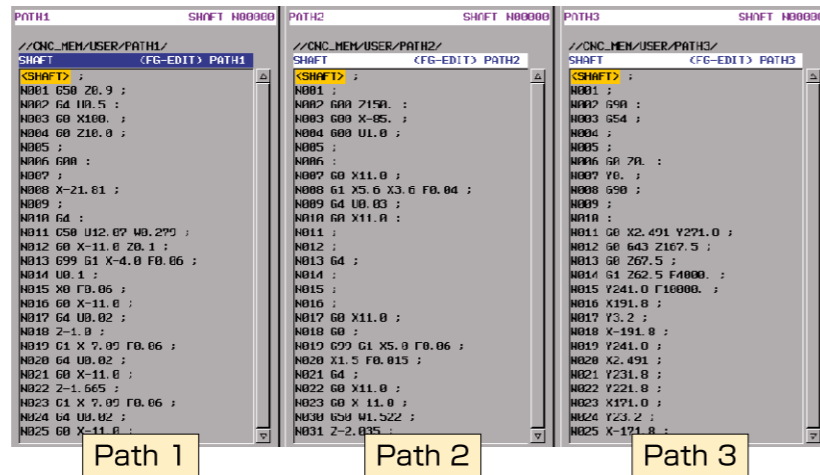 PATH1 SHAFT N00000
//CNC_MEM/USER/PATH1/
SHAFT (FG-EDIT) PATH1
<SHAFT> ;
N001 G50 Z0.9 ;
N002 G4 U0.5 ;
N003 G0 X100. ;
N004 G0 Z10.0 ;
N005 ;
N006 G00 ;
N007 ;
N008 X-21.81 ;
N009 ;
N010 G4 ;
N011 G50 U12.07 W0.279 ;
N012 G0 X-11.0 Z0.1 ;
N013 G99 G1 X-4.0 F0.06 ;
N014 U0.1 ;
N015 X0 F0.06 ;
N016 G0 X-11.0 ;
N017 G4 U0.02 ;
N018 Z-1.0 ;
N019 G1 X 7.09 F0.06 ;
N020 G4 U0.02 ;
N021 G0 X-11.0 ;
N022 Z-1.665 ;
N023 G1 X 7.09 F0.06 ;
N024 G4 U0.02 ;
N025 G0 X-11.0 ;
Path 1
PATH2 SHAFT N00000
//CNC_MEM/USER/PATH2/
SHAFT (FG-EDIT) PATH2
<SHAFT> ;
N001 ;
N002 G00 Z150. ;
N003 G00 X-85. ;
N004 G00 U1.0 ;
N005 ;
N006 ;
N007 G0 X11.0 ;
N008 G1 X5.6 X3.6 F0.04 ;
N009 G4 U0.03 ;
N010 G0 X11.0 ;
N011 ;
N012 ;
N013 G4 ;
N014 ;
N015 ;
N016 ;
N017 G0 X11.0 ;
N018 G0 ;
N019 G99 G1 X5.0 F0.06 ;
N020 X1.5 F0.015 ;
N021 G4 ;
N022 G0 X11.0 ;
N023 G0 X 11.0 ;
N030 G50 W1.522 ;
N031 Z-2.035 ;
Path 2
PATH3 SHAFT N00000
//CNC_MEM/USER/PATH3/
SHAFT (FG-EDIT) PATH3
<SHAFT> ;
N001 ;
N002 G90 ;
N003 G54 ;
N004 ;
N005 ;
N006 G0 Z0. ;
N007 Y0. ;
N008 G90 ;
N009 ;
N010 ;
N011 G0 X2.491 Y271.0 ;
N012 G0 G43 Z167.5 ;
N013 G0 Z67.5 ;
N014 G1 Z62.5 F4000. ;
N015 Y241.0 F10000. ;
N016 X191.8 ;
N017 Y3.2 ;
N018 X-191.8 ;
N019 Y241.0 ;
N020 X2.491 ;
N021 Y231.8 ;
N022 Y221.8 ;
N023 X171.0 ;
N024 Y23.2 ;
N025 X-171.8 ;
Path 3